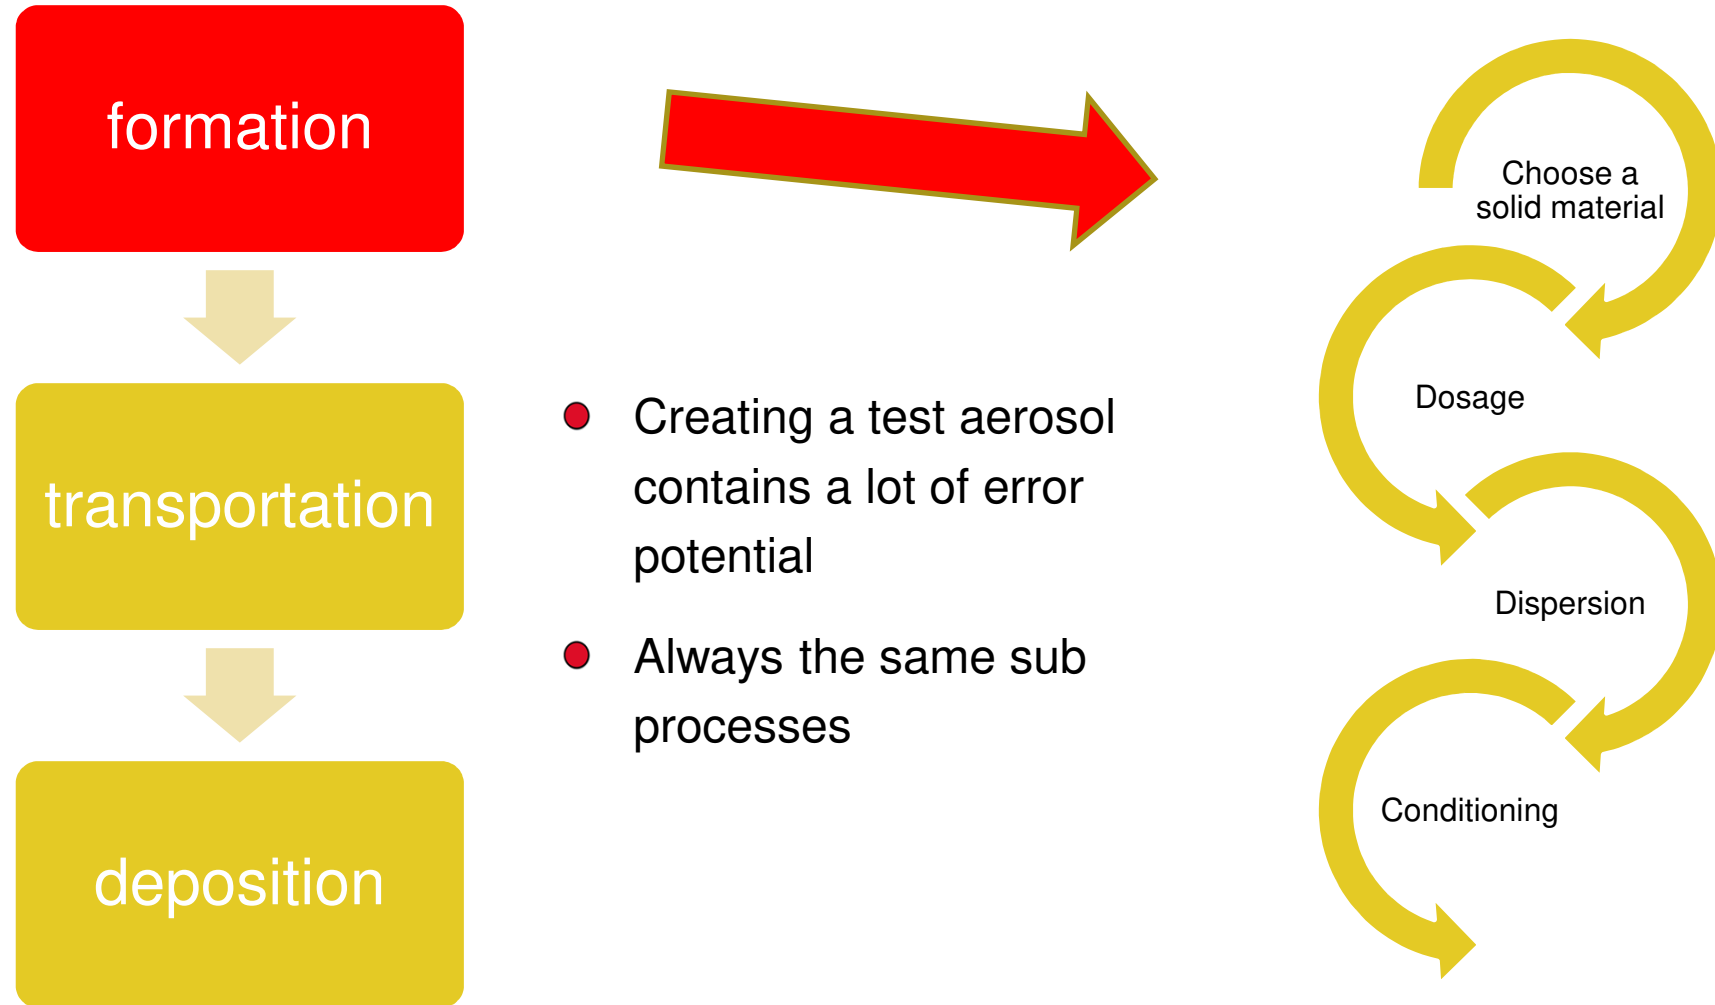 formation
transportation
deposition
Creating a test aerosol
contains a lot of error
potential
Always the same sub
processes
Choose a
solid material
Dosage
Dispersion
Conditioning